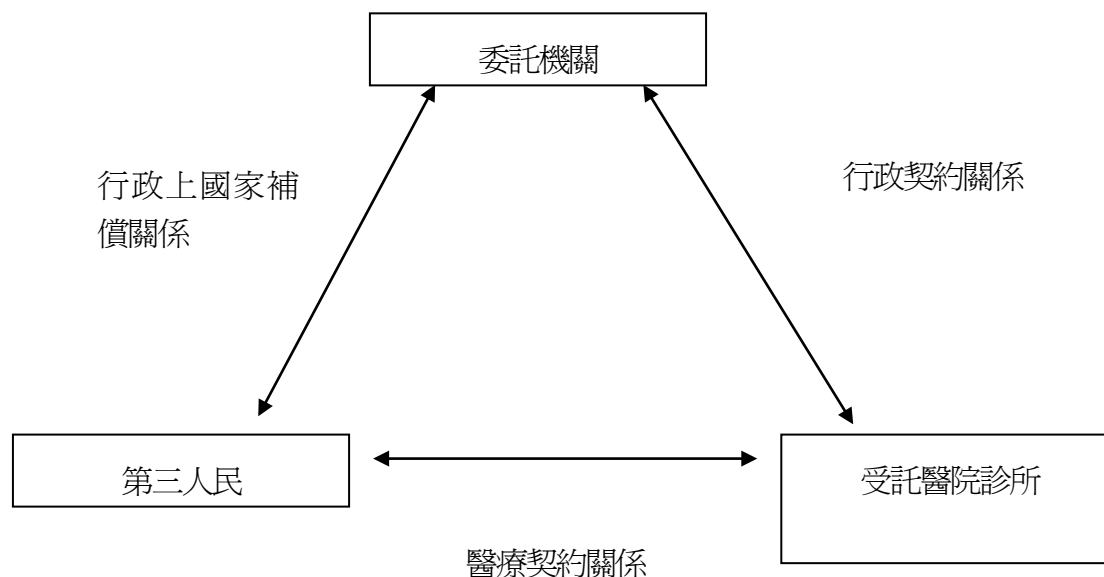 委託機關
行政上國家補
償關係
行政契約關係
第三人民
受託醫院診所
醫療契約關係